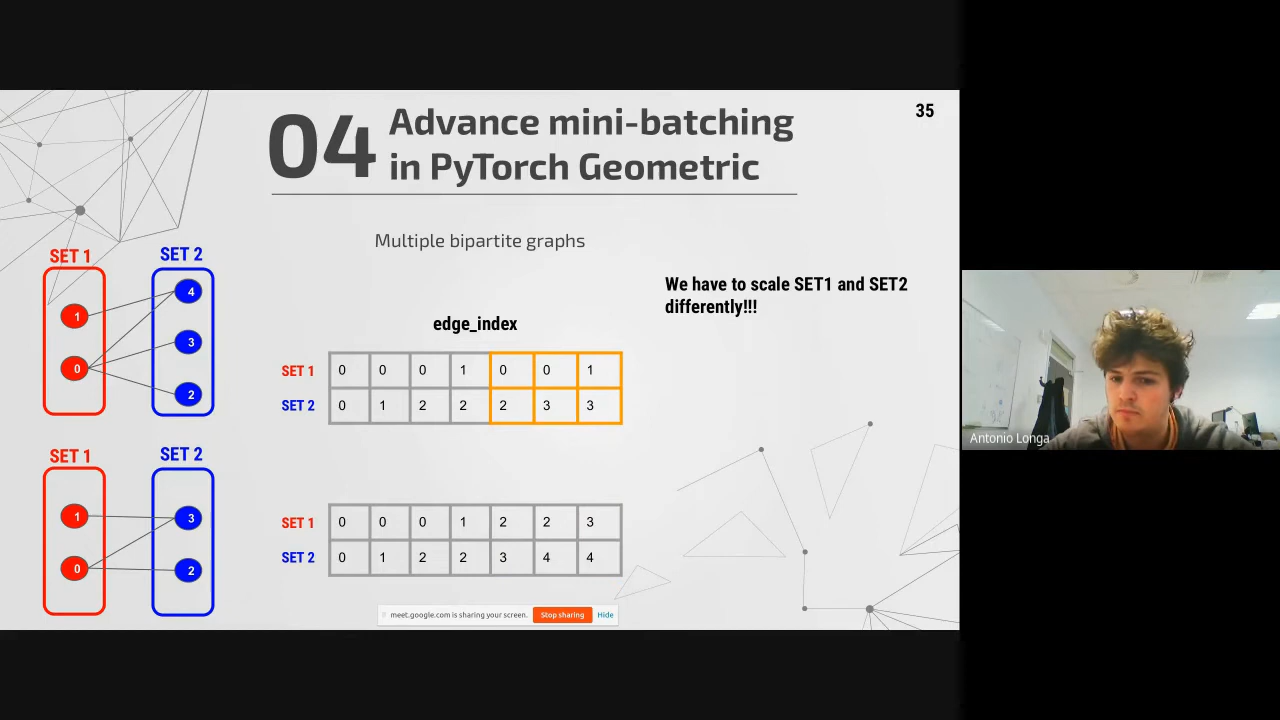 35
04 Advance mini-batching
in PyTorch Geometric
Multiple bipartite graphs
SET 1 SET 2
4
1
3
0
2
We have to scale SET1 and SET2
differently!!!
edge_index
SET 1 0 0 0 1 0 0 1
SET 2 0 1 2 2 2 3 3
SET 1 SET 2
1 3
0 2
SET 1 0 0 0 1 2 2 3
SET 2 0 1 2 2 3 4 4
meet.google.com is sharing your screen. Stop sharing Hide
Antonio Longa